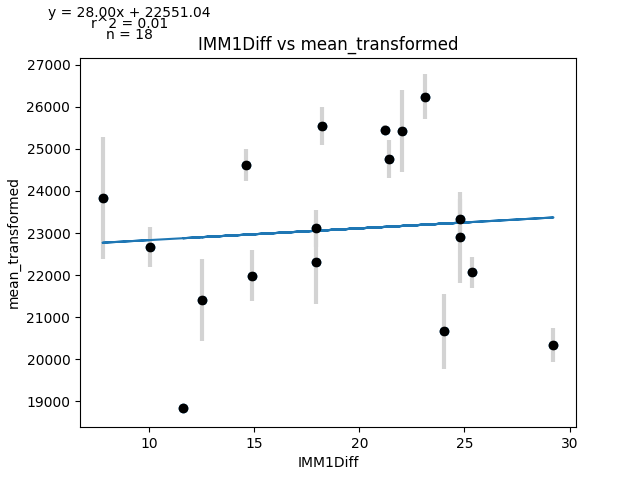 y = 28.00x + 22551.04
r^2 = 0.01
n = 18
IMM1Diff vs mean_transformed
27000
26000
25000
24000
23000
22000
21000
20000
19000
mean_transformed
10 15 20 25 30
IMM1Diff